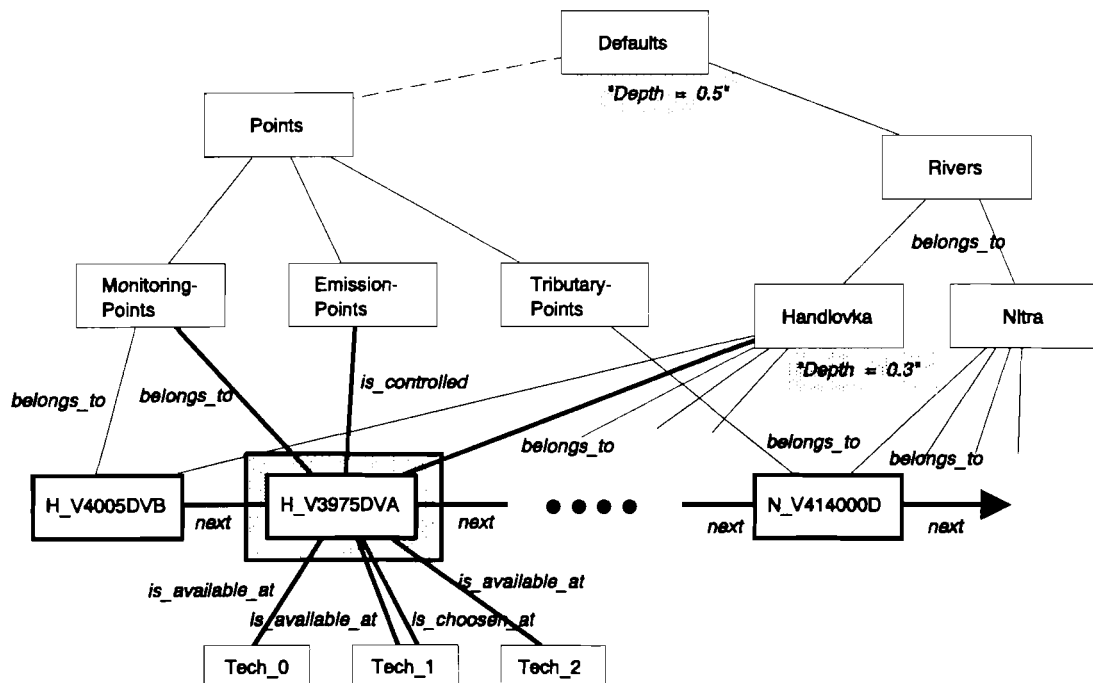 Defaults
"Depth = 0.5"
Points
Rivers
belongs_to
Monitoring-
Points
Emission-
Points
Tributary-
Points
Handlovka
Nitra
"Depth = 0.3"
is_controlled
belongs_to
belongs_to
belongs_to
belongs_to
belongs_to
H_V4005DVB
next
H_V3975DVA
next
next
N_V414000D
next
is_available_at
is_available_at
is_available_at
is_choosen_at
Tech_0
Tech_1
Tech_2